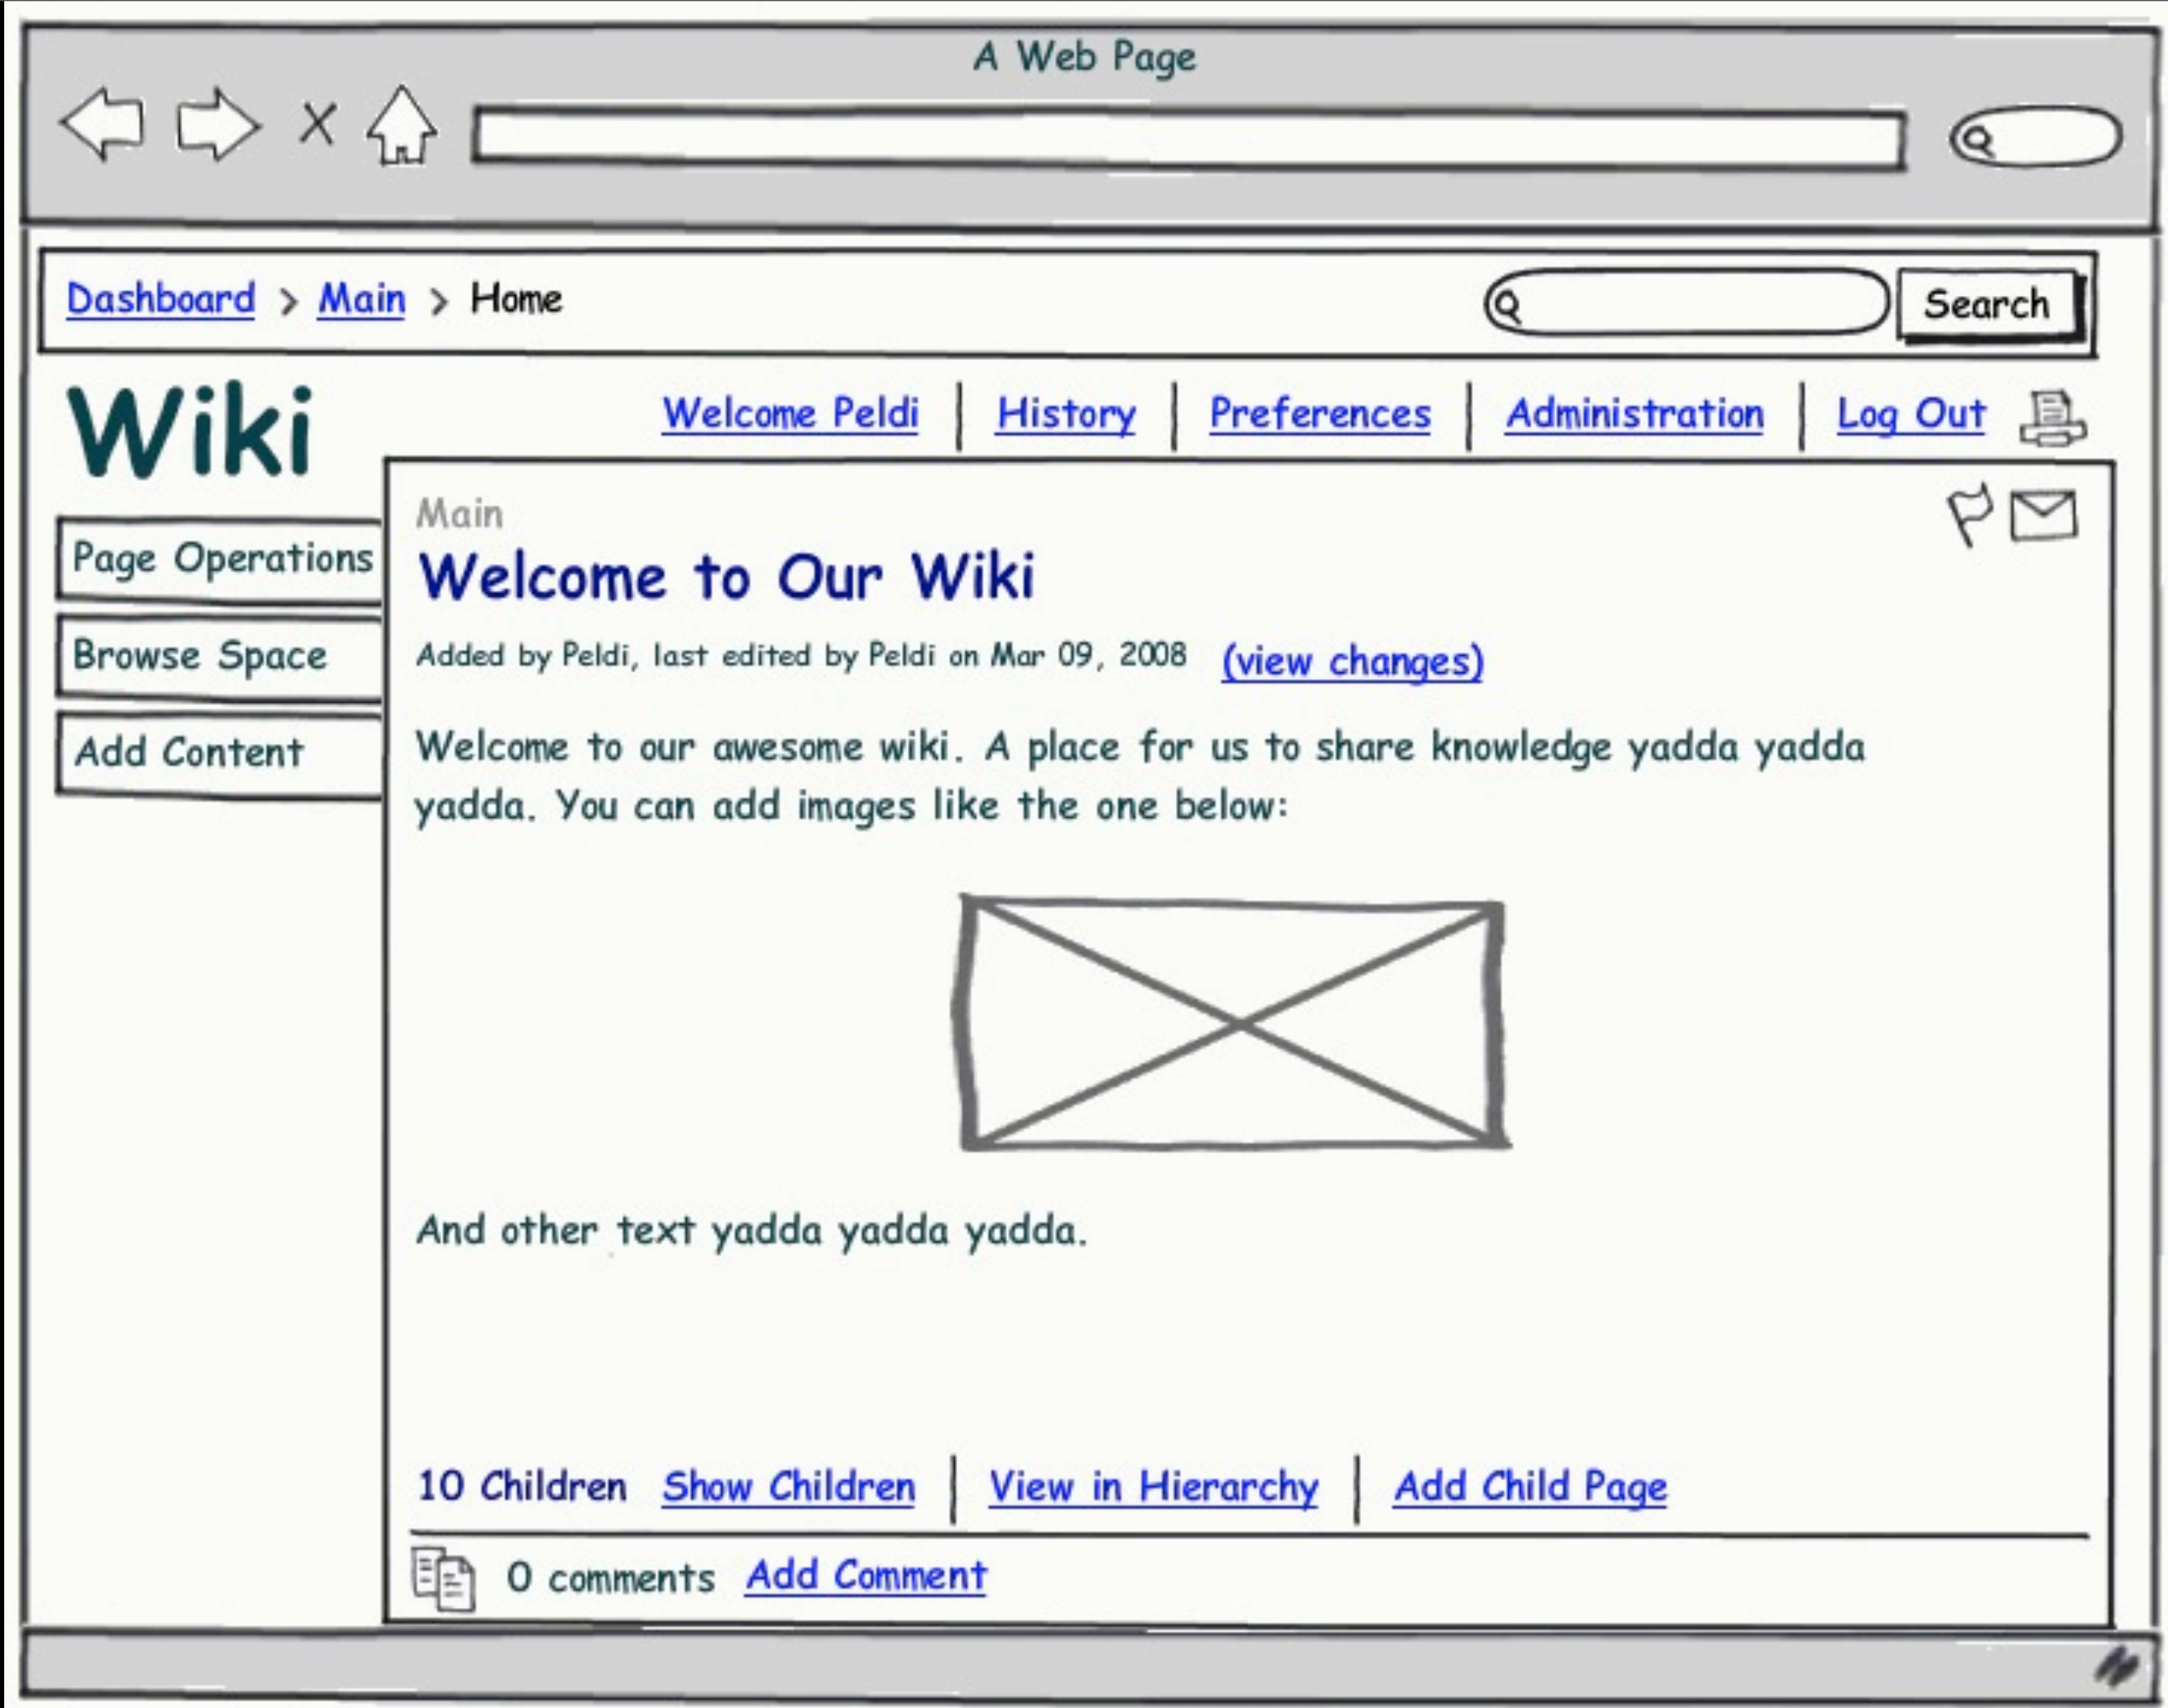 A Web Page
Dashboard > Main > Home
Search
Wiki
Welcome Peldi | History | Preferences | Administration | Log Out
Page Operations
Browse Space
Add Content
Main
Welcome to Our Wiki
Added by Peldi, last edited by Peldi on Mar 09, 2008 (view changes)
Welcome to our awesome wiki. A place for us to share knowledge yadda yadda
yadda. You can add images like the one below:
And other text yadda yadda yadda.
10 Children Show Children | View in Hierarchy | Add Child Page
0 comments Add Comment